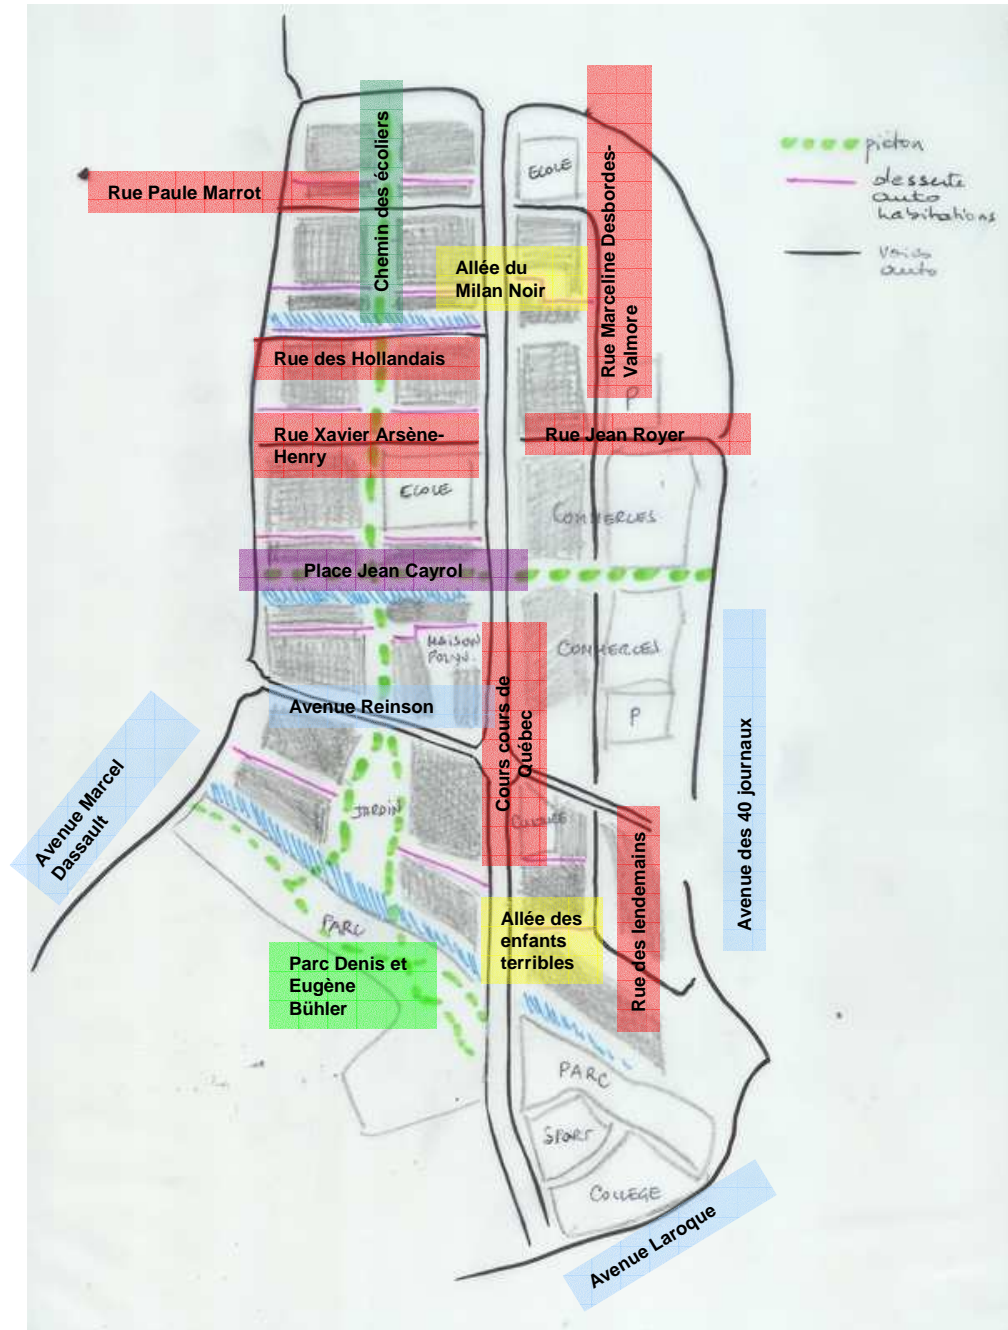 Chemin des écoliers
ECOLE
Rue Marceline Desbordes-
Valmore
piéton
desserte
auto
habitations
voies
auto
Rue Paule Marrot
Allée du
Milan Noir
Rue des Hollandais
P
Rue Xavier Arsène-
Henry
Rue Jean Royer
ECOLE
COMMERCES
Place Jean Cayrol
MAISON
POLYV.
COMMERCES
Avenue Reinson
P
Cours cours de
Québec
Avenue des 40 journaux
Avenue Marcel
Dassault
JARDIN
CULTURE
Rue des lendemains
PARC
Allée des
enfants
terribles
Parc Denis et
Eugène
Bühler
PARC
SPORT
COLLEGE
Avenue Laroque